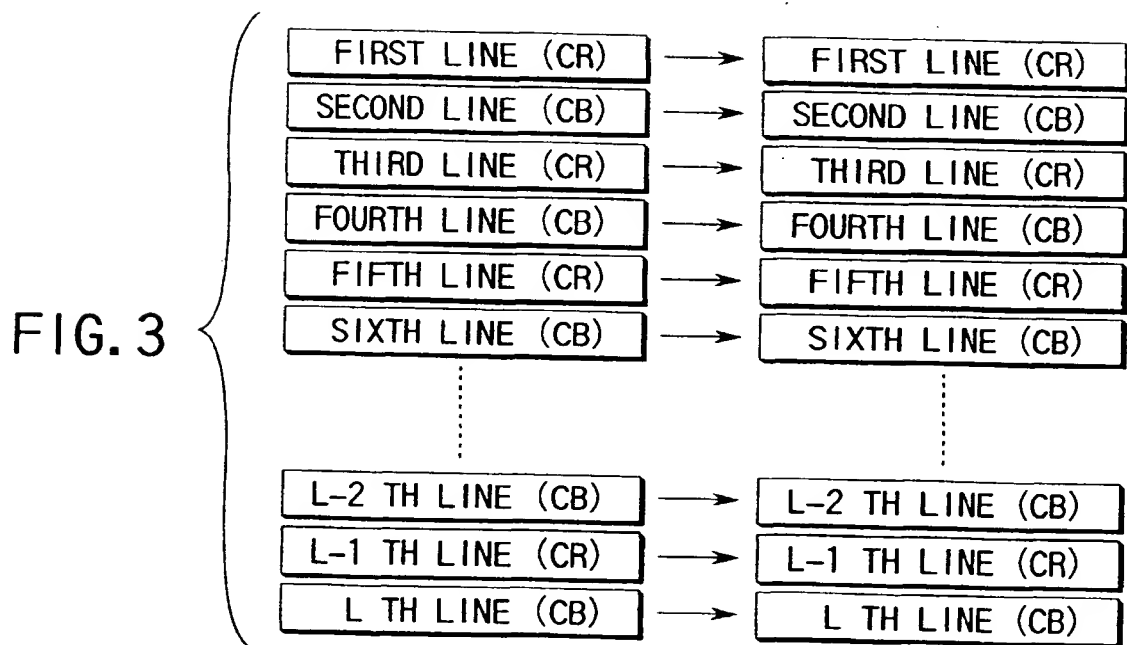 FIRST LINE (CR) FIRST LINE (CR)
SECOND LINE (CB) SECOND LINE (CB)
THIRD LINE (CR) THIRD LINE (CR)
FOURTH LINE (CB) FOURTH LINE (CB)
FIFTH LINE (CR) FIFTH LINE (CR)
FIG. 3
SIXTH LINE (CB) SIXTH LINE (CB)
L-2 TH LINE (CB) L-2 TH LINE (CB)
L-1 TH LINE (CR) L-1 TH LINE (CR)
L TH LINE (CB) L TH LINE (CB)